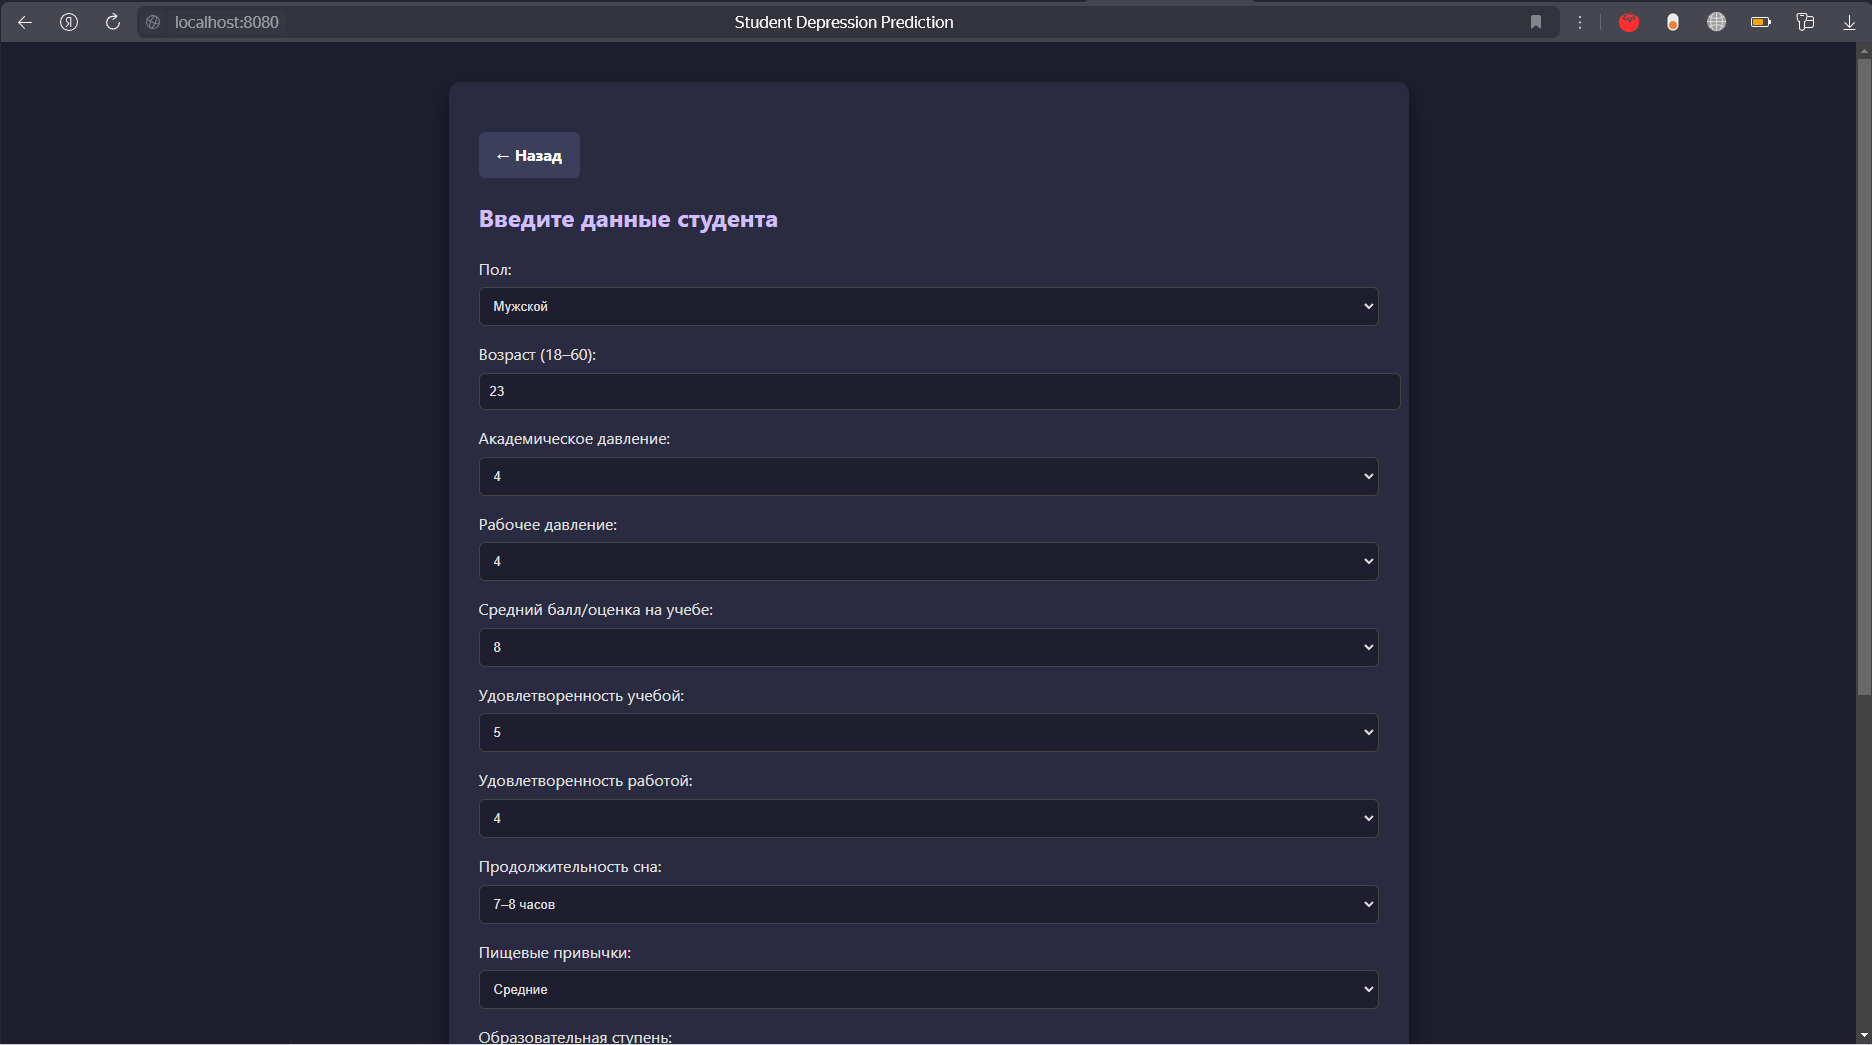 localhost:8080
Student Depression Prediction
← Назад
Введите данные студента
Пол:
Мужской
Возраст (18–60):
23
Академическое давление:
4
Рабочее давление:
4
Средний балл/оценка на учебе:
8
Удовлетворенность учебой:
5
Удовлетворенность работой:
4
Продолжительность сна:
7–8 часов
Пищевые привычки:
Средние
Образовательная ступень: